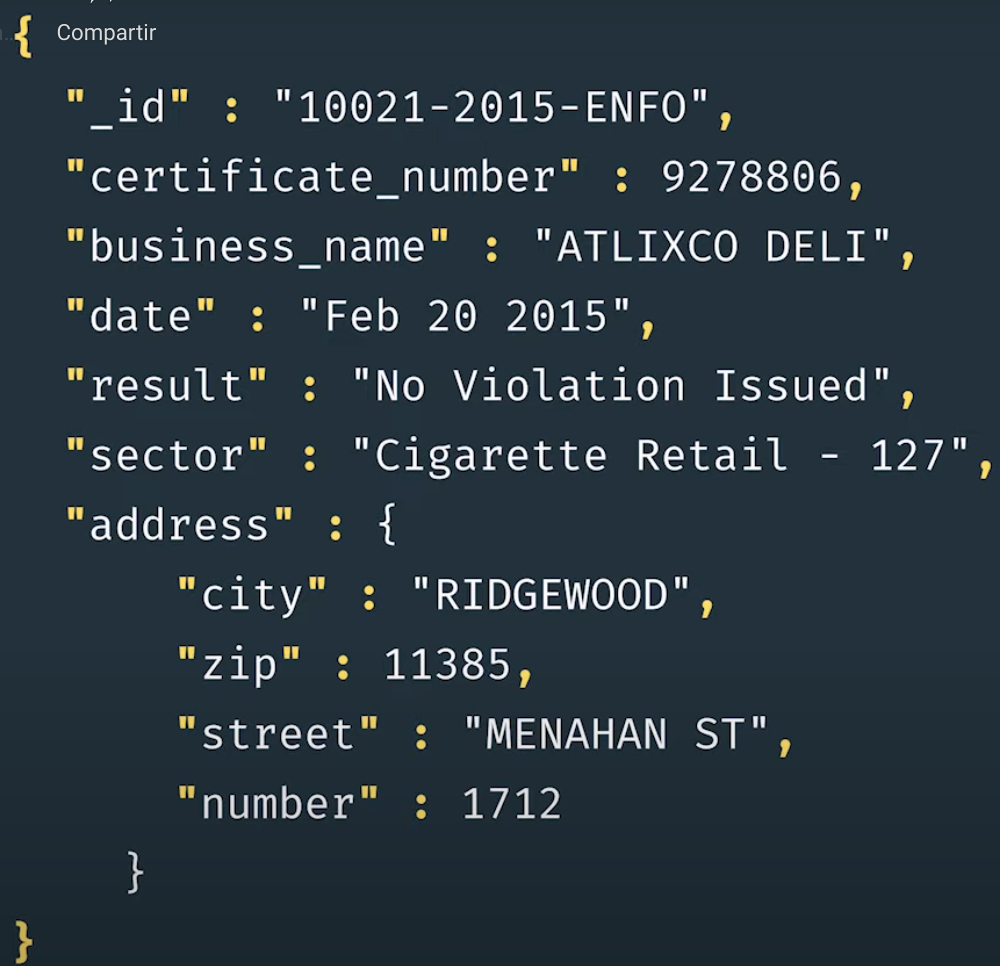 { Compartir
"_id" : "10021-2015-ENFO",
"certificate_number" : 9278806,
"business_name" : "ATLIXCO DELI",
"date" : "Feb 20 2015",
"result" : "No Violation Issued",
"sector" : "Cigarette Retail - 127",
"address" : {
"city" : "RIDGEWOOD",
"zip" : 11385,
"street" : "MENAHAN ST",
"number" : 1712
}
}